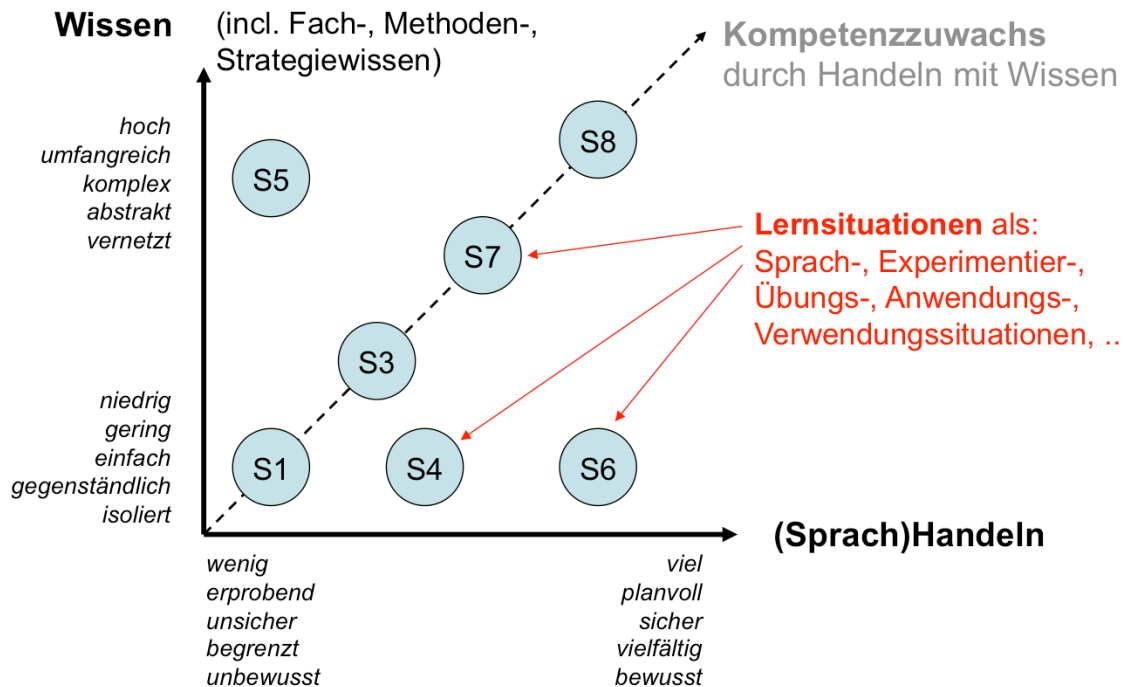 Wissen
(incl. Fach-, Methoden-,
Strategiewissen)
Kompetenzzuwachs
durch Handeln mit Wissen
hoch
umfangreich
komplex
abstrakt
vernetzt
S8
S5
S7
Lernsituationen als:
Sprach-, Experimentier-,
Übungs-, Anwendungs-,
Verwendungssituationen, ..
S3
niedrig
gering
einfach
gegenständlich
isoliert
S1
S4
S6
(Sprach)Handeln
wenig
erprobend
unsicher
begrenzt
unbewusst
viel
planvoll
sicher
vielfältig
bewusst